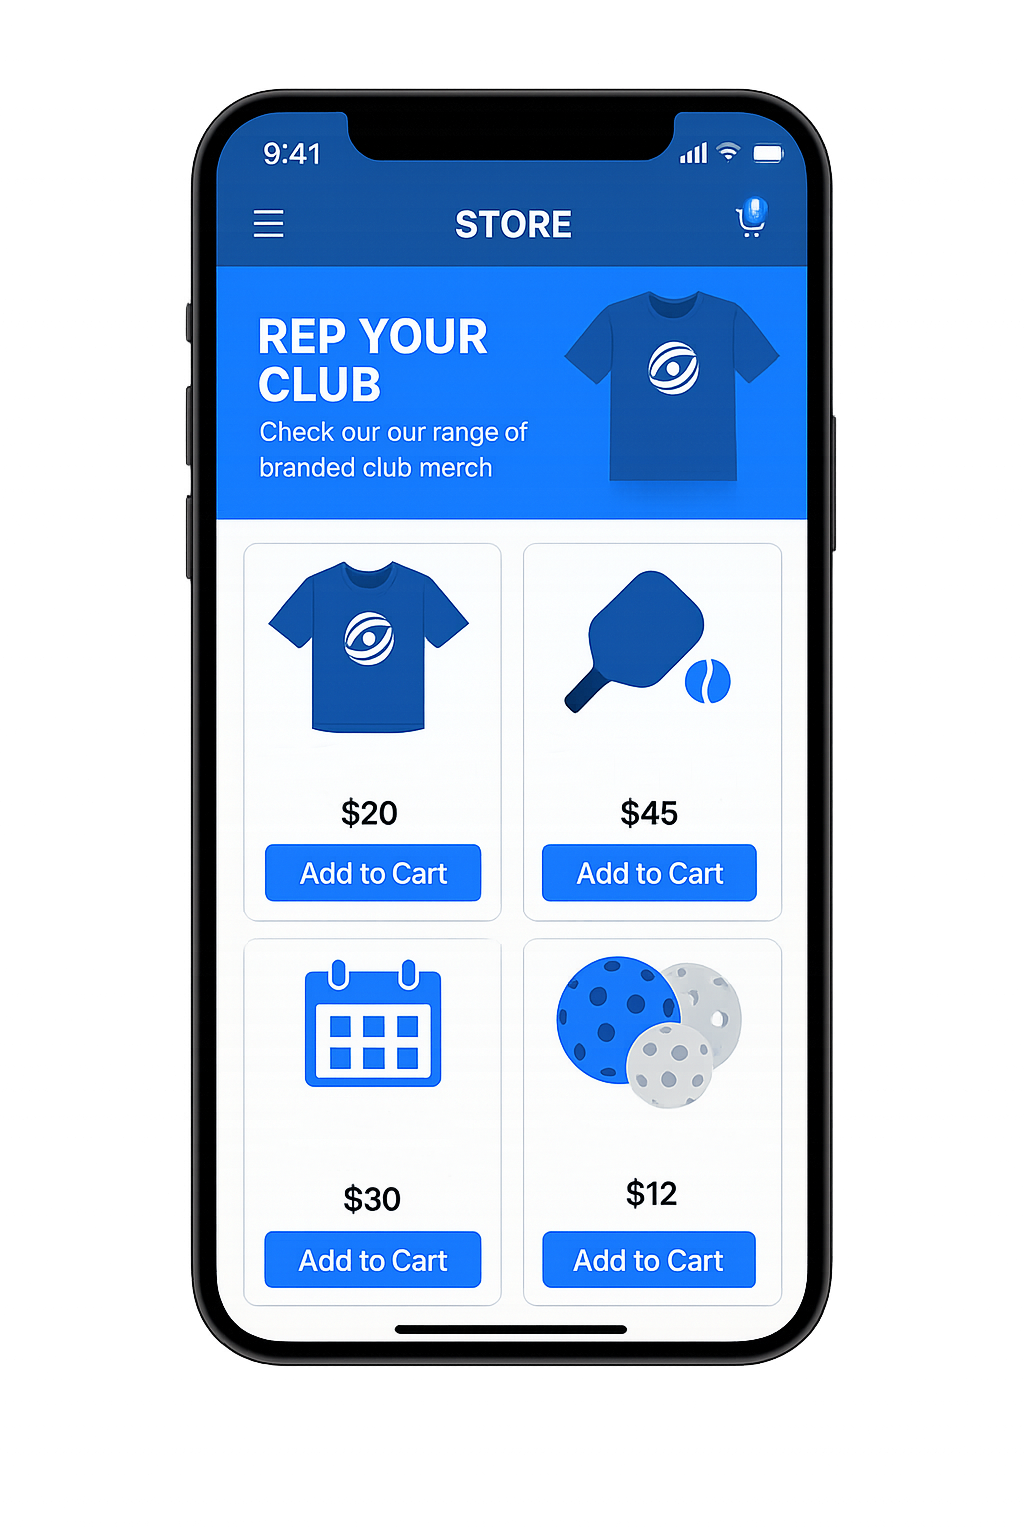 9:41
STORE
REP YOUR
CLUB
Check our our range of
branded club merch
$20
$45
Add to Cart
Add to Cart
$30
$12
Add to Cart
Add to Cart